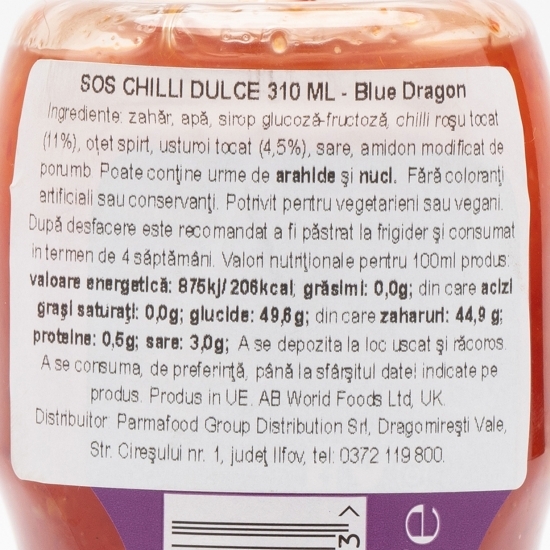 SOS CHILLI DULCE 310 ML - Blue Dragon
Ingrediente: zahăr, apă, sirop glucoză-fructoză, chilli roşu tocat
(11%), oţet spirt, usturoi tocat (4,5%), sare, amidon modificat de
porumb Poate conţine urme de arahide şi nuci. Fără coloranţi
artificiali sau conservanţi. Potrivit pentru vegetarieni sau vegani.
După desfacere este recomandat a fi păstrat la frigider şi consumat
in termen de 4 săptămâni. Valori nutriţionale pentru 100ml produs:
valoare energetică: 875kj/206kcal; grăsimi: 0,0g; din care acizi
graşi saturaţi: 0,0g; glucide: 49,6g; din care zaharuri: 44,9 g;
proteine: 0,5g; sare: 3,0g; A se depozita la loc uscat şi răcoros.
A se consuma, de preferinţă, până la sfârşitul datei indicate pe
produs. Produs in UE. AB World Foods Ltd, UK.
Distribuitor Parmafood Group Distribution Srl, Dragomireşti Vale,
Str. Cireşului nr. 1, judeţ Ilfov, tel: 0372 119 800.
3>
e